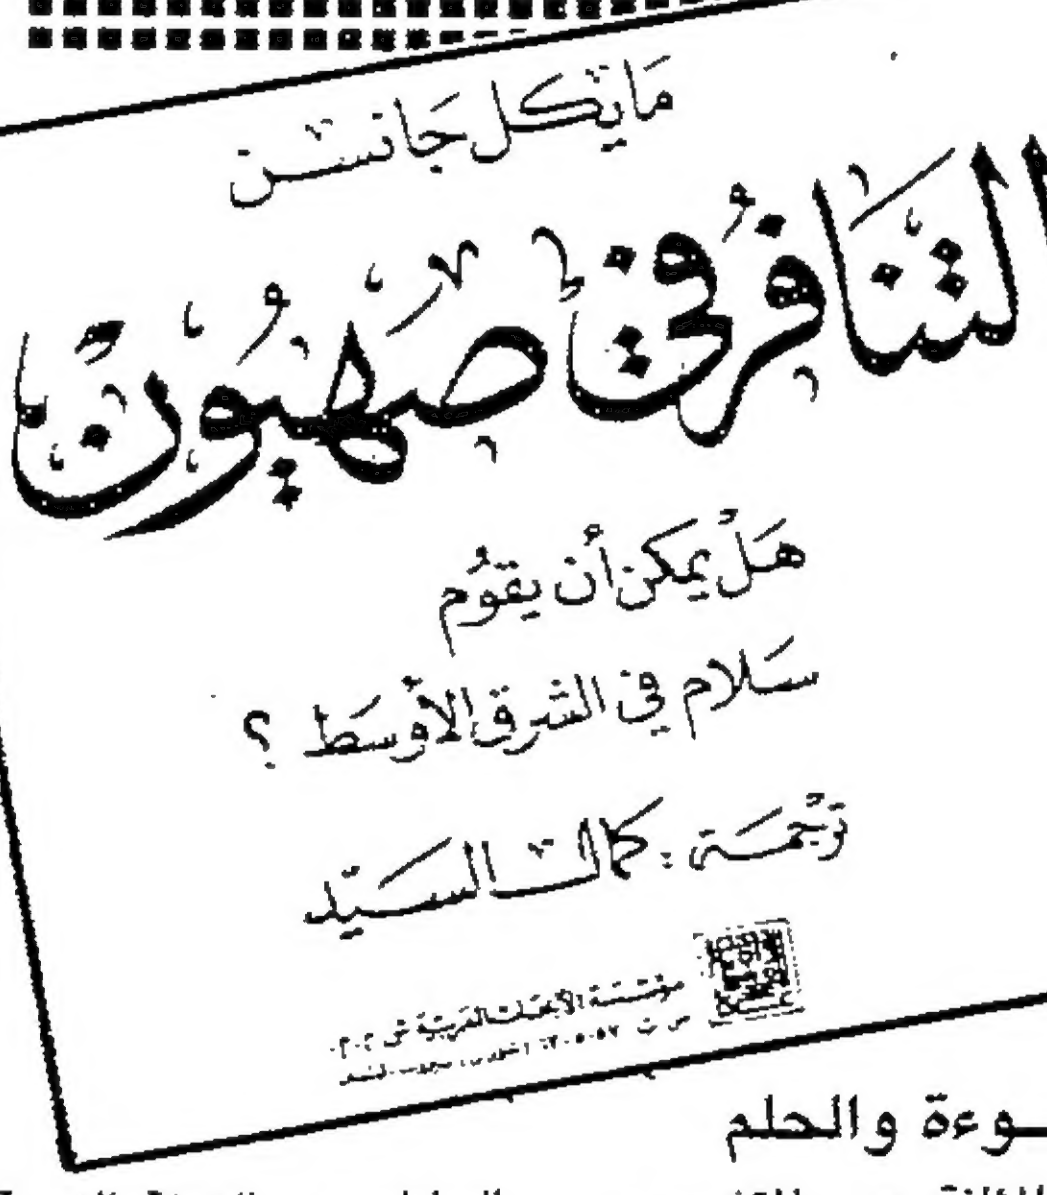 مايكل جانسن
التنافر في صهيون
هل يمكن أن يقوم
سلام في الشرق الأوسط ؟
ترجمة : كمال السيد
مؤسسة الأبحاث العربية ش.م.م.
ص ب
والحلم